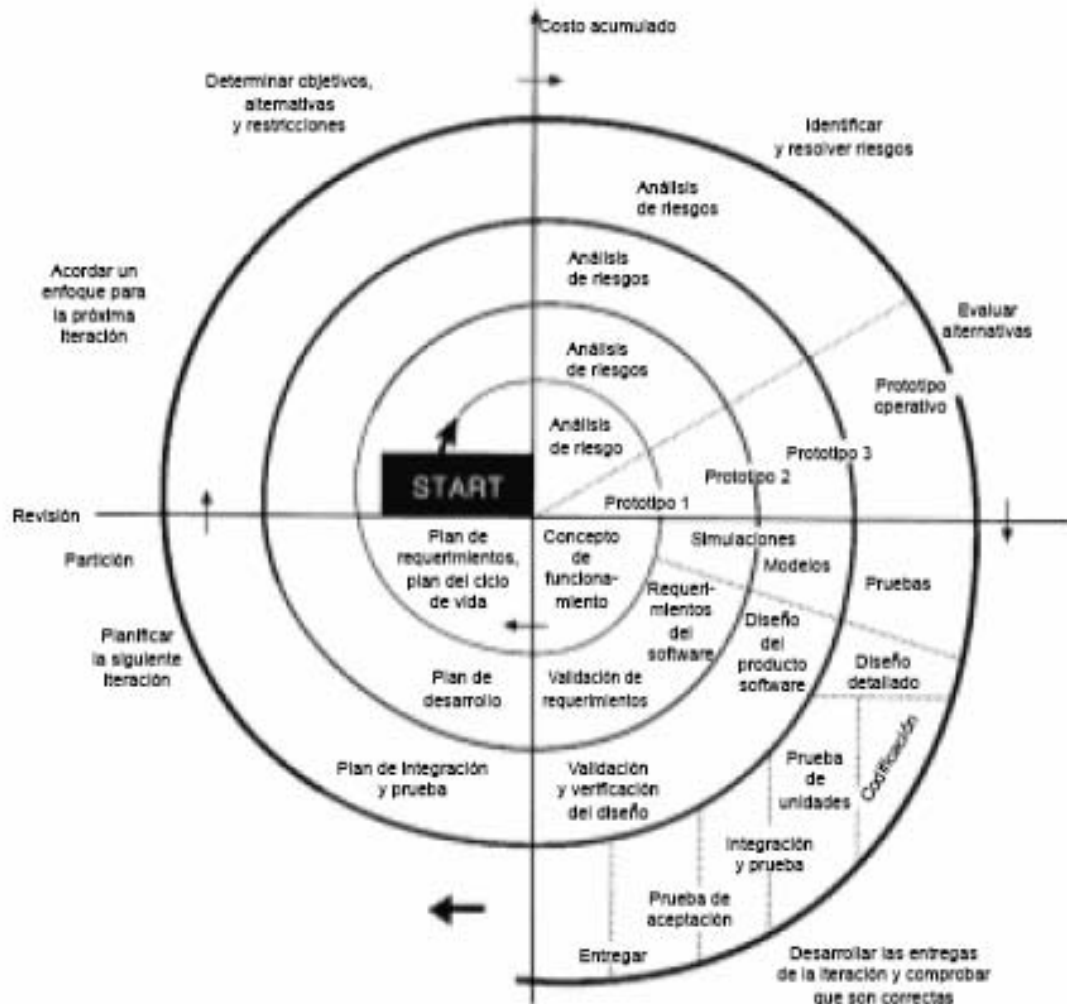 Costo acumulado
Determinar objetivos,
alternativas
y restricciones
Identificar
y resolver riesgos
Análisis
de riesgos
Análisis
de riesgos
Acordar un
enfoque para
la próxima
Iteración
Evaluar
alternativas
Análisis
de riesgos
Prototipo
operativo
Análisis
de riesgo
Prototipo 3
Prototipo 2
START
Prototipo 1
Revisión
Partición
Plan de
requerimientos,
plan del ciclo
de vida
Concepto
de
funciona-
miento
Simulaciones
Modelos
Pruebas
Requeri-
mientos
del
software
Diseño
del
producto
software
Planificar
la siguiente
Iteración
Diseño
detallado
Plan de
desarrollo
Validación de
requerimientos
Codificación
Prueba
de
unidades
Plan de Integración
y prueba
Validación
y verificación
del diseño
Integración
y prueba
Prueba de
aceptación
Entregar
Desarrollar las entregas
de la Iteración y comprobar
que son correctas